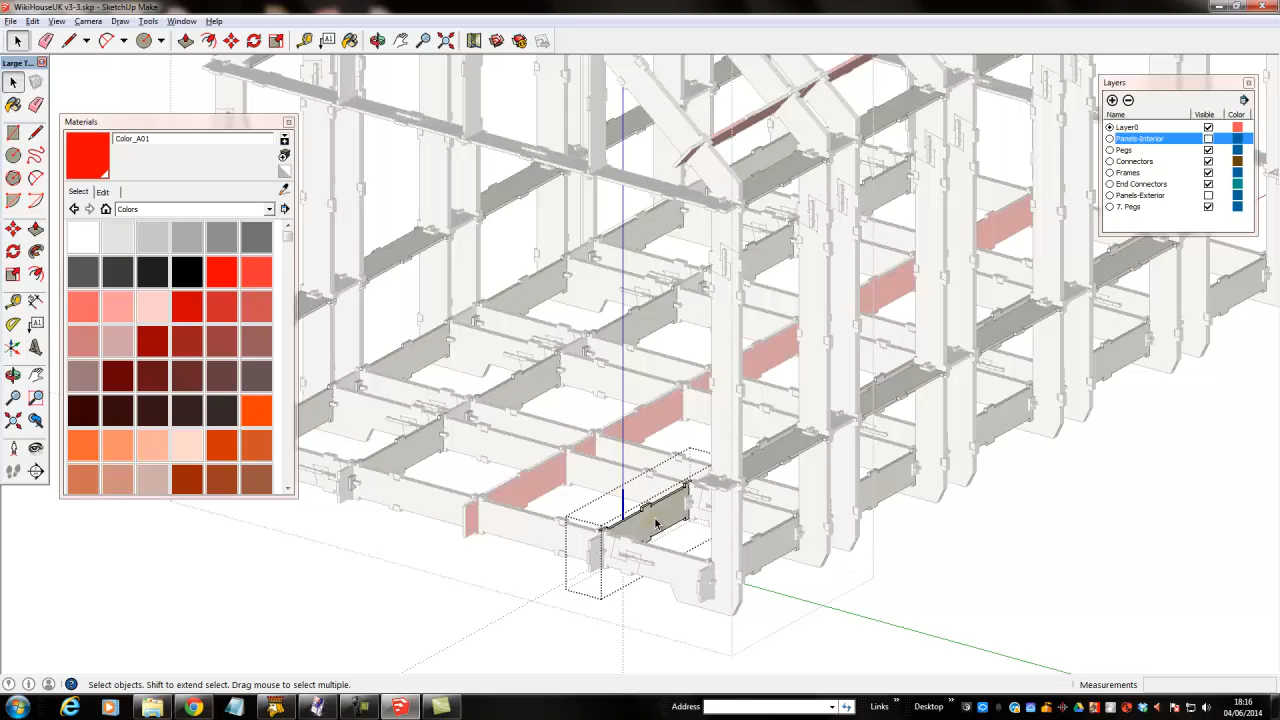 WikiHouseUK v3-3.skp - SketchUp Make
File Edit View Camera Draw Tools Window Help
Large T...
Materials
Color_A01
Select Edit
Colors
Layers
Name Visible Color
Layer0
Panels-Interior
Pegs
Connectors
Frames
End Connectors
Panels-Exterior
7. Pegs
Select objects. Shift to extend select. Drag mouse to select multiple.
Measurements
Address
Links »
Desktop »
18:16
04/06/2014